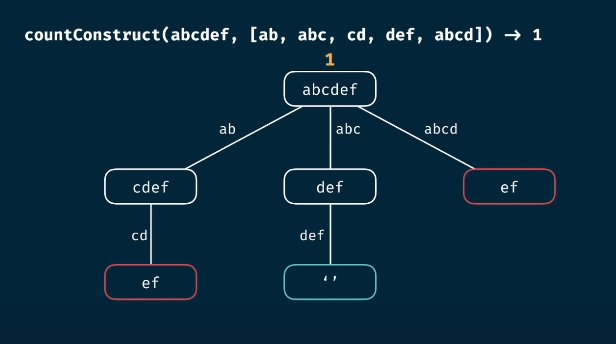 countConstruct(abcdef, [ab, abc, cd, def, abcd]) → 1
1
abcdef
ab
abc
abcd
cdef
def
ef
cd
def
ef
‘’